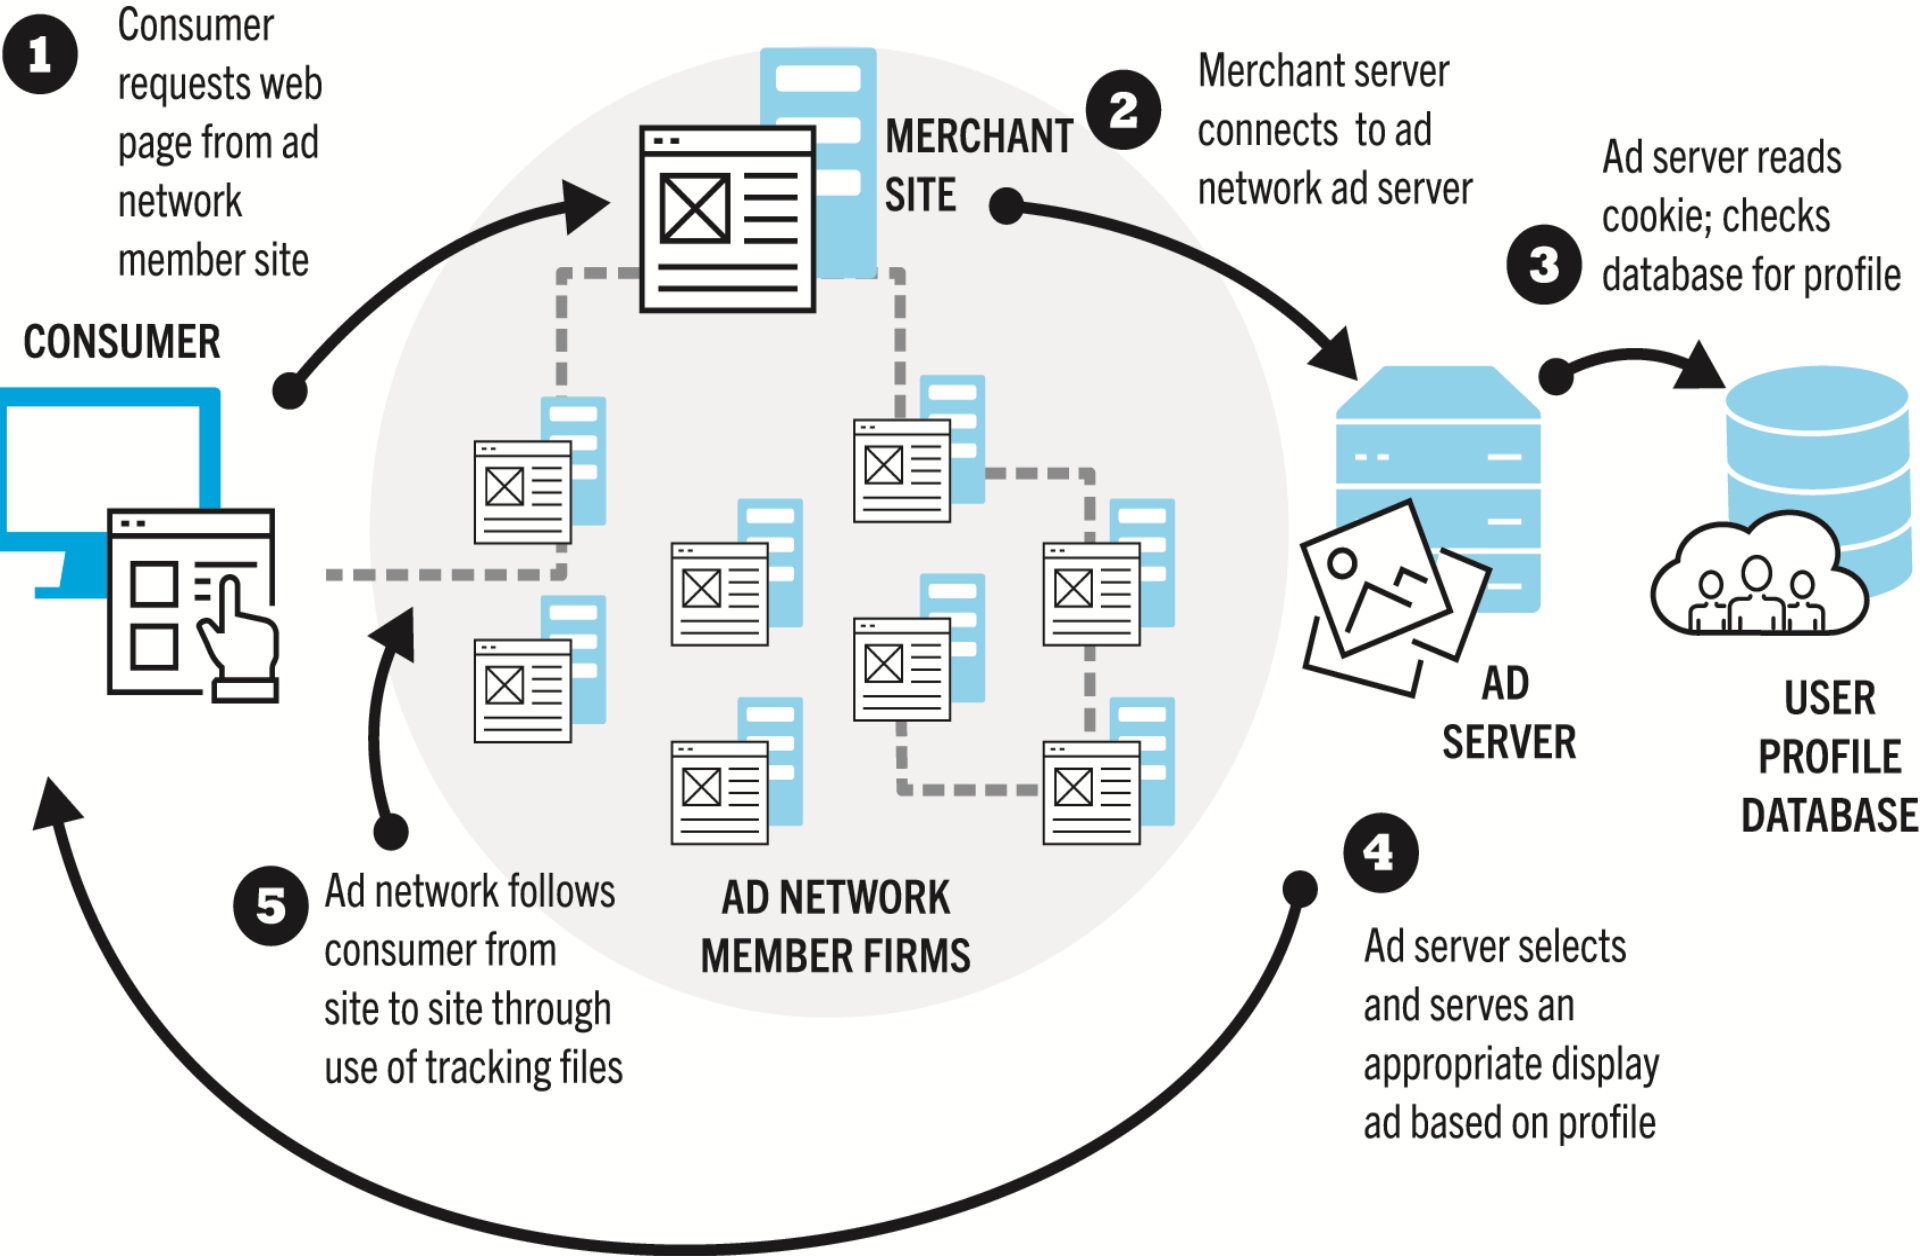 1
Consumer
requests web
page from ad
network
member site
CONSUMER
MERCHANT
SITE
2
Merchant server
connects to ad
network ad server
3
Ad server reads
cookie; checks
database for profile
AD
SERVER
USER
PROFILE
DATABASE
4
Ad server selects
and serves an
appropriate display
ad based on profile
5
Ad network follows
consumer from
site to site through
use of tracking files
AD NETWORK
MEMBER FIRMS